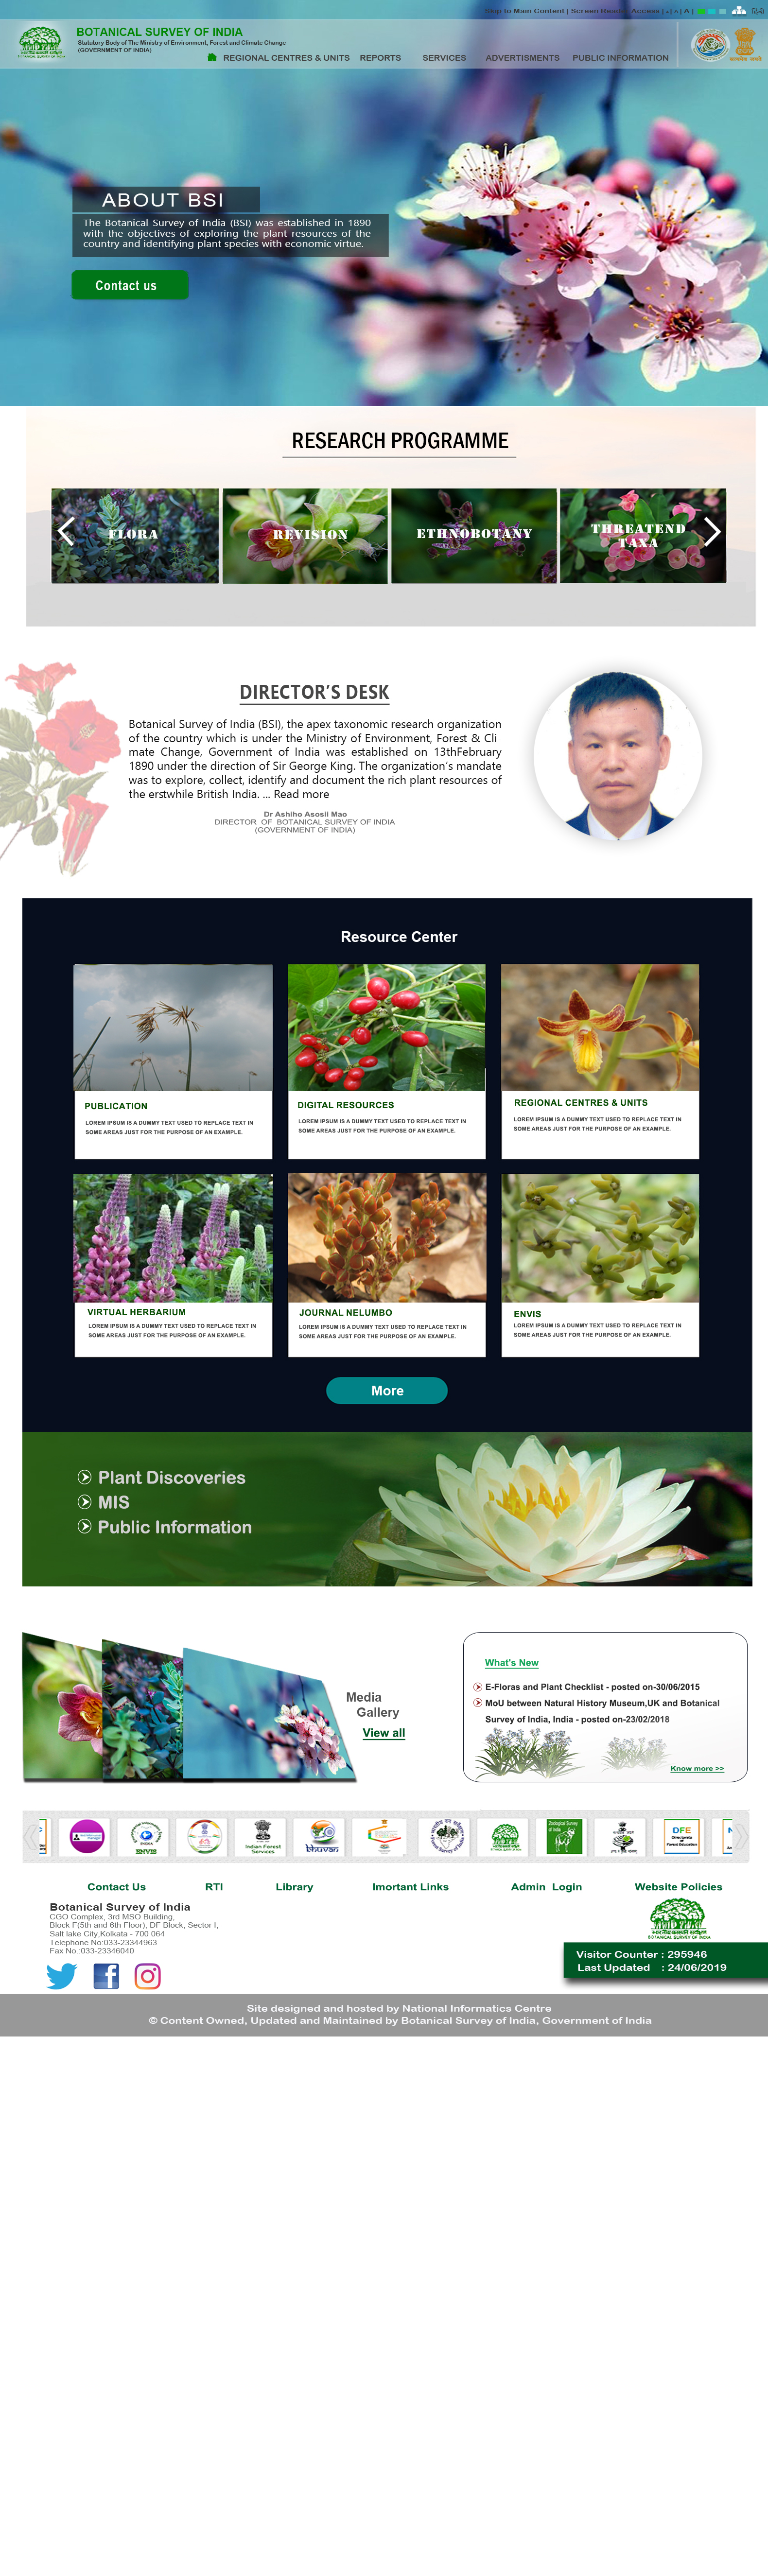 Skip to Main Content | Screen Reader Access | A | A | A |
हिंदी
BOTANICAL SURVEY OF INDIA
Statutory Body of The Ministry of Environment, Forest and Climate Change
(GOVERNMENT OF INDIA)
REGIONAL CENTRES & UNITS REPORTS SERVICES ADVERTISMENTS PUBLIC INFORMATION
सत्यमेव जयते
ABOUT BSI
The Botanical Survey of India (BSI) was established in 1890
with the objectives of exploring the plant resources of the
country and identifying plant species with economic virtue.
Contact us
RESEARCH PROGRAMME
FLORA
REVISION
ETHNOBOTANY
THREATEND
TAXA
DIRECTOR'S DESK
Botanical Survey of India (BSI), the apex taxonomic research organization
of the country which is under the Ministry of Environment, Forest & Cli-
mate Change, Government of India was established on 13thFebruary
1890 under the direction of Sir George King. The organization's mandate
was to explore, collect, identify and document the rich plant resources of
the erstwhile British India. ... Read more
Dr Ashiho Asosii Mao
DIRECTOR OF BOTANICAL SURVEY OF INDIA
(GOVERNMENT OF INDIA)
Resource Center
PUBLICATION
LOREM IPSUM IS A DUMMY TEXT USED TO REPLACE TEXT IN
SOME AREAS JUST FOR THE PURPOSE OF AN EXAMPLE.
DIGITAL RESOURCES
LOREM IPSUM IS A DUMMY TEXT USED TO REPLACE TEXT IN
SOME AREAS JUST FOR THE PURPOSE OF AN EXAMPLE.
REGIONAL CENTRES & UNITS
LOREM IPSUM IS A DUMMY TEXT USED TO REPLACE TEXT IN
SOME AREAS JUST FOR THE PURPOSE OF AN EXAMPLE.
VIRTUAL HERBARIUM
LOREM IPSUM IS A DUMMY TEXT USED TO REPLACE TEXT IN
SOME AREAS JUST FOR THE PURPOSE OF AN EXAMPLE.
JOURNAL NELUMBO
LOREM IPSUM IS A DUMMY TEXT USED TO REPLACE TEXT IN
SOME AREAS JUST FOR THE PURPOSE OF AN EXAMPLE.
ENVIS
LOREM IPSUM IS A DUMMY TEXT USED TO REPLACE TEXT IN
SOME AREAS JUST FOR THE PURPOSE OF AN EXAMPLE.
More
Plant Discoveries
MIS
Public Information
Media
Gallery
View all
What's New
E-Floras and Plant Checklist - posted on-30/06/2015
MoU between Natural History Museum,UK and Botanical
Survey of India, India - posted on-23/02/2018
Know more >>
ENVIS
Indian Forest
Services
bhuvan
Zoological Survey
of India
DFE
Directorate
of
Forest Education
Contact Us RTI Library Imortant Links Admin Login Website Policies
Botanical Survey of India
CGO Complex, 3rd MSO Building,
Block F(5th and 6th Floor), DF Block, Sector I,
Salt lake City,Kolkata - 700 064
Telephone No:033-23344963
Fax No.:033-23346040
BOTANICAL SURVEY OF INDIA
Visitor Counter : 295946
Last Updated : 24/06/2019
Site designed and hosted by National Informatics Centre
© Content Owned, Updated and Maintained by Botanical Survey of India, Government of India